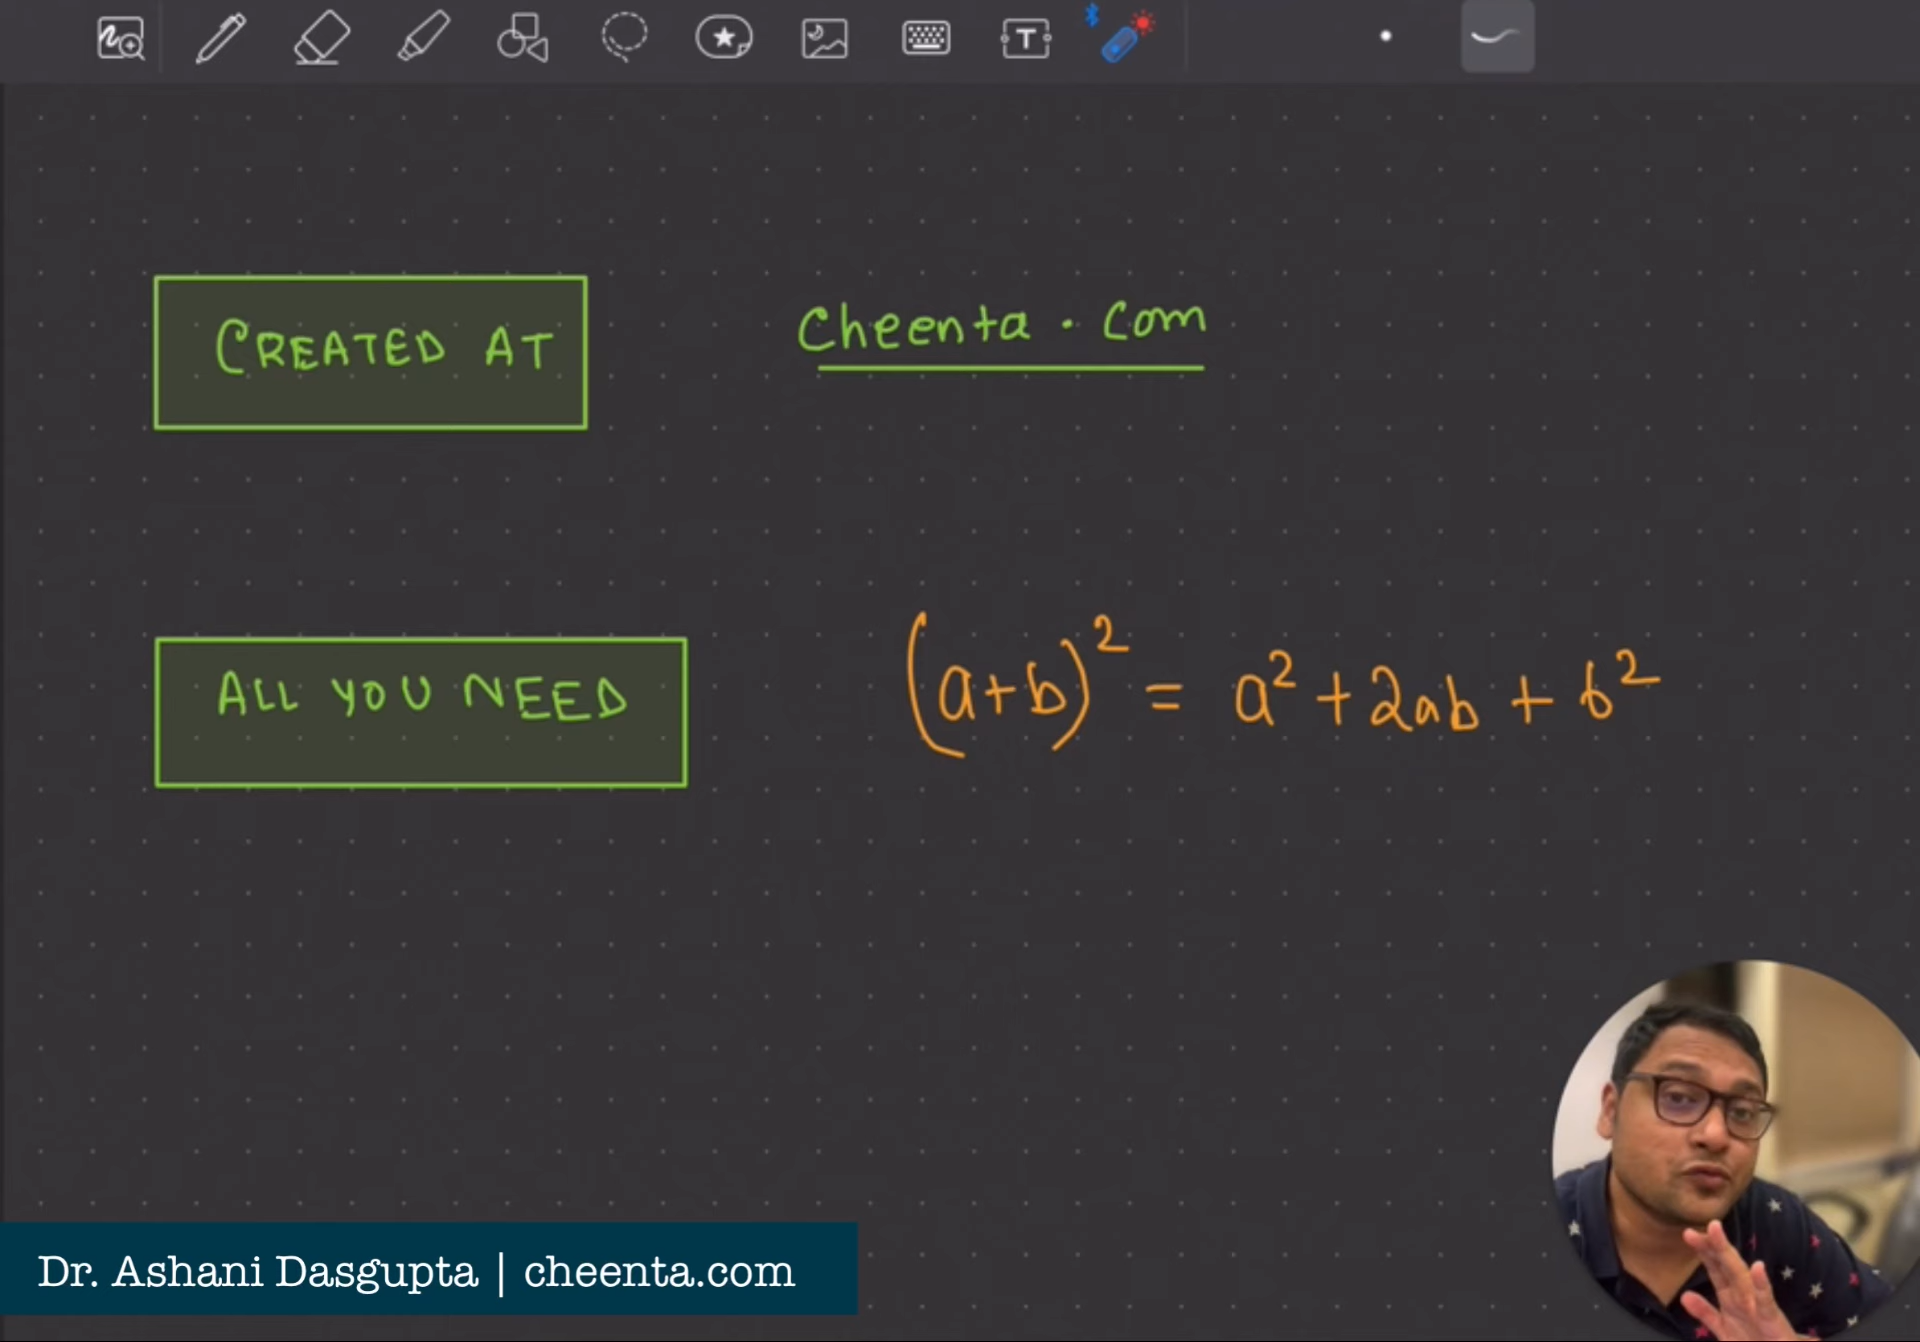 CREATED AT
Cheenta . Com
ALL YOU NEED
(a+b)² = a² + 2ab + b²
Dr. Ashani Dasgupta | cheenta.com